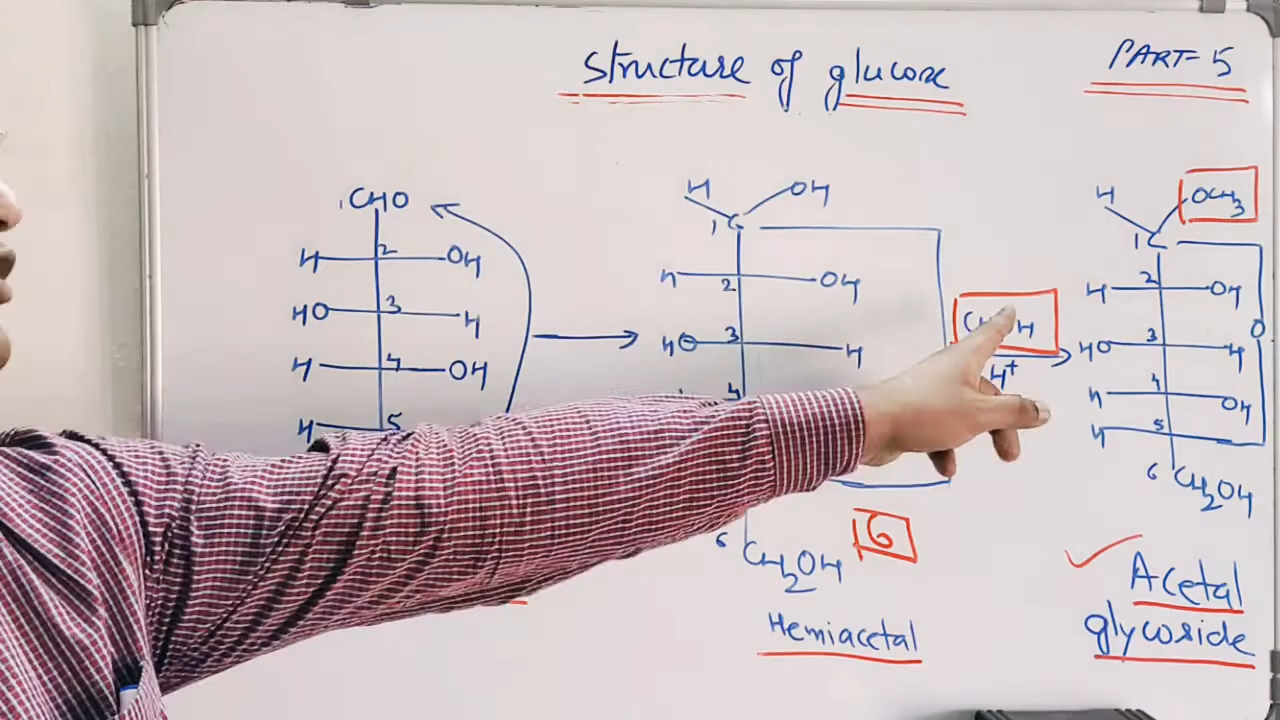 Structure of glucose
PART-5
1CHO
H 2 OH
HO 3 H
H 4 OH
H 5
H OH
1C
H 2 OH
HO 3 H
4
6 CH2OH
6
Hemiacetal
H+
H OCH3
1C
H 2 OH
HO 3 H
O
H 4 OH
H 5
6 CH2OH
Acetal
glycoside